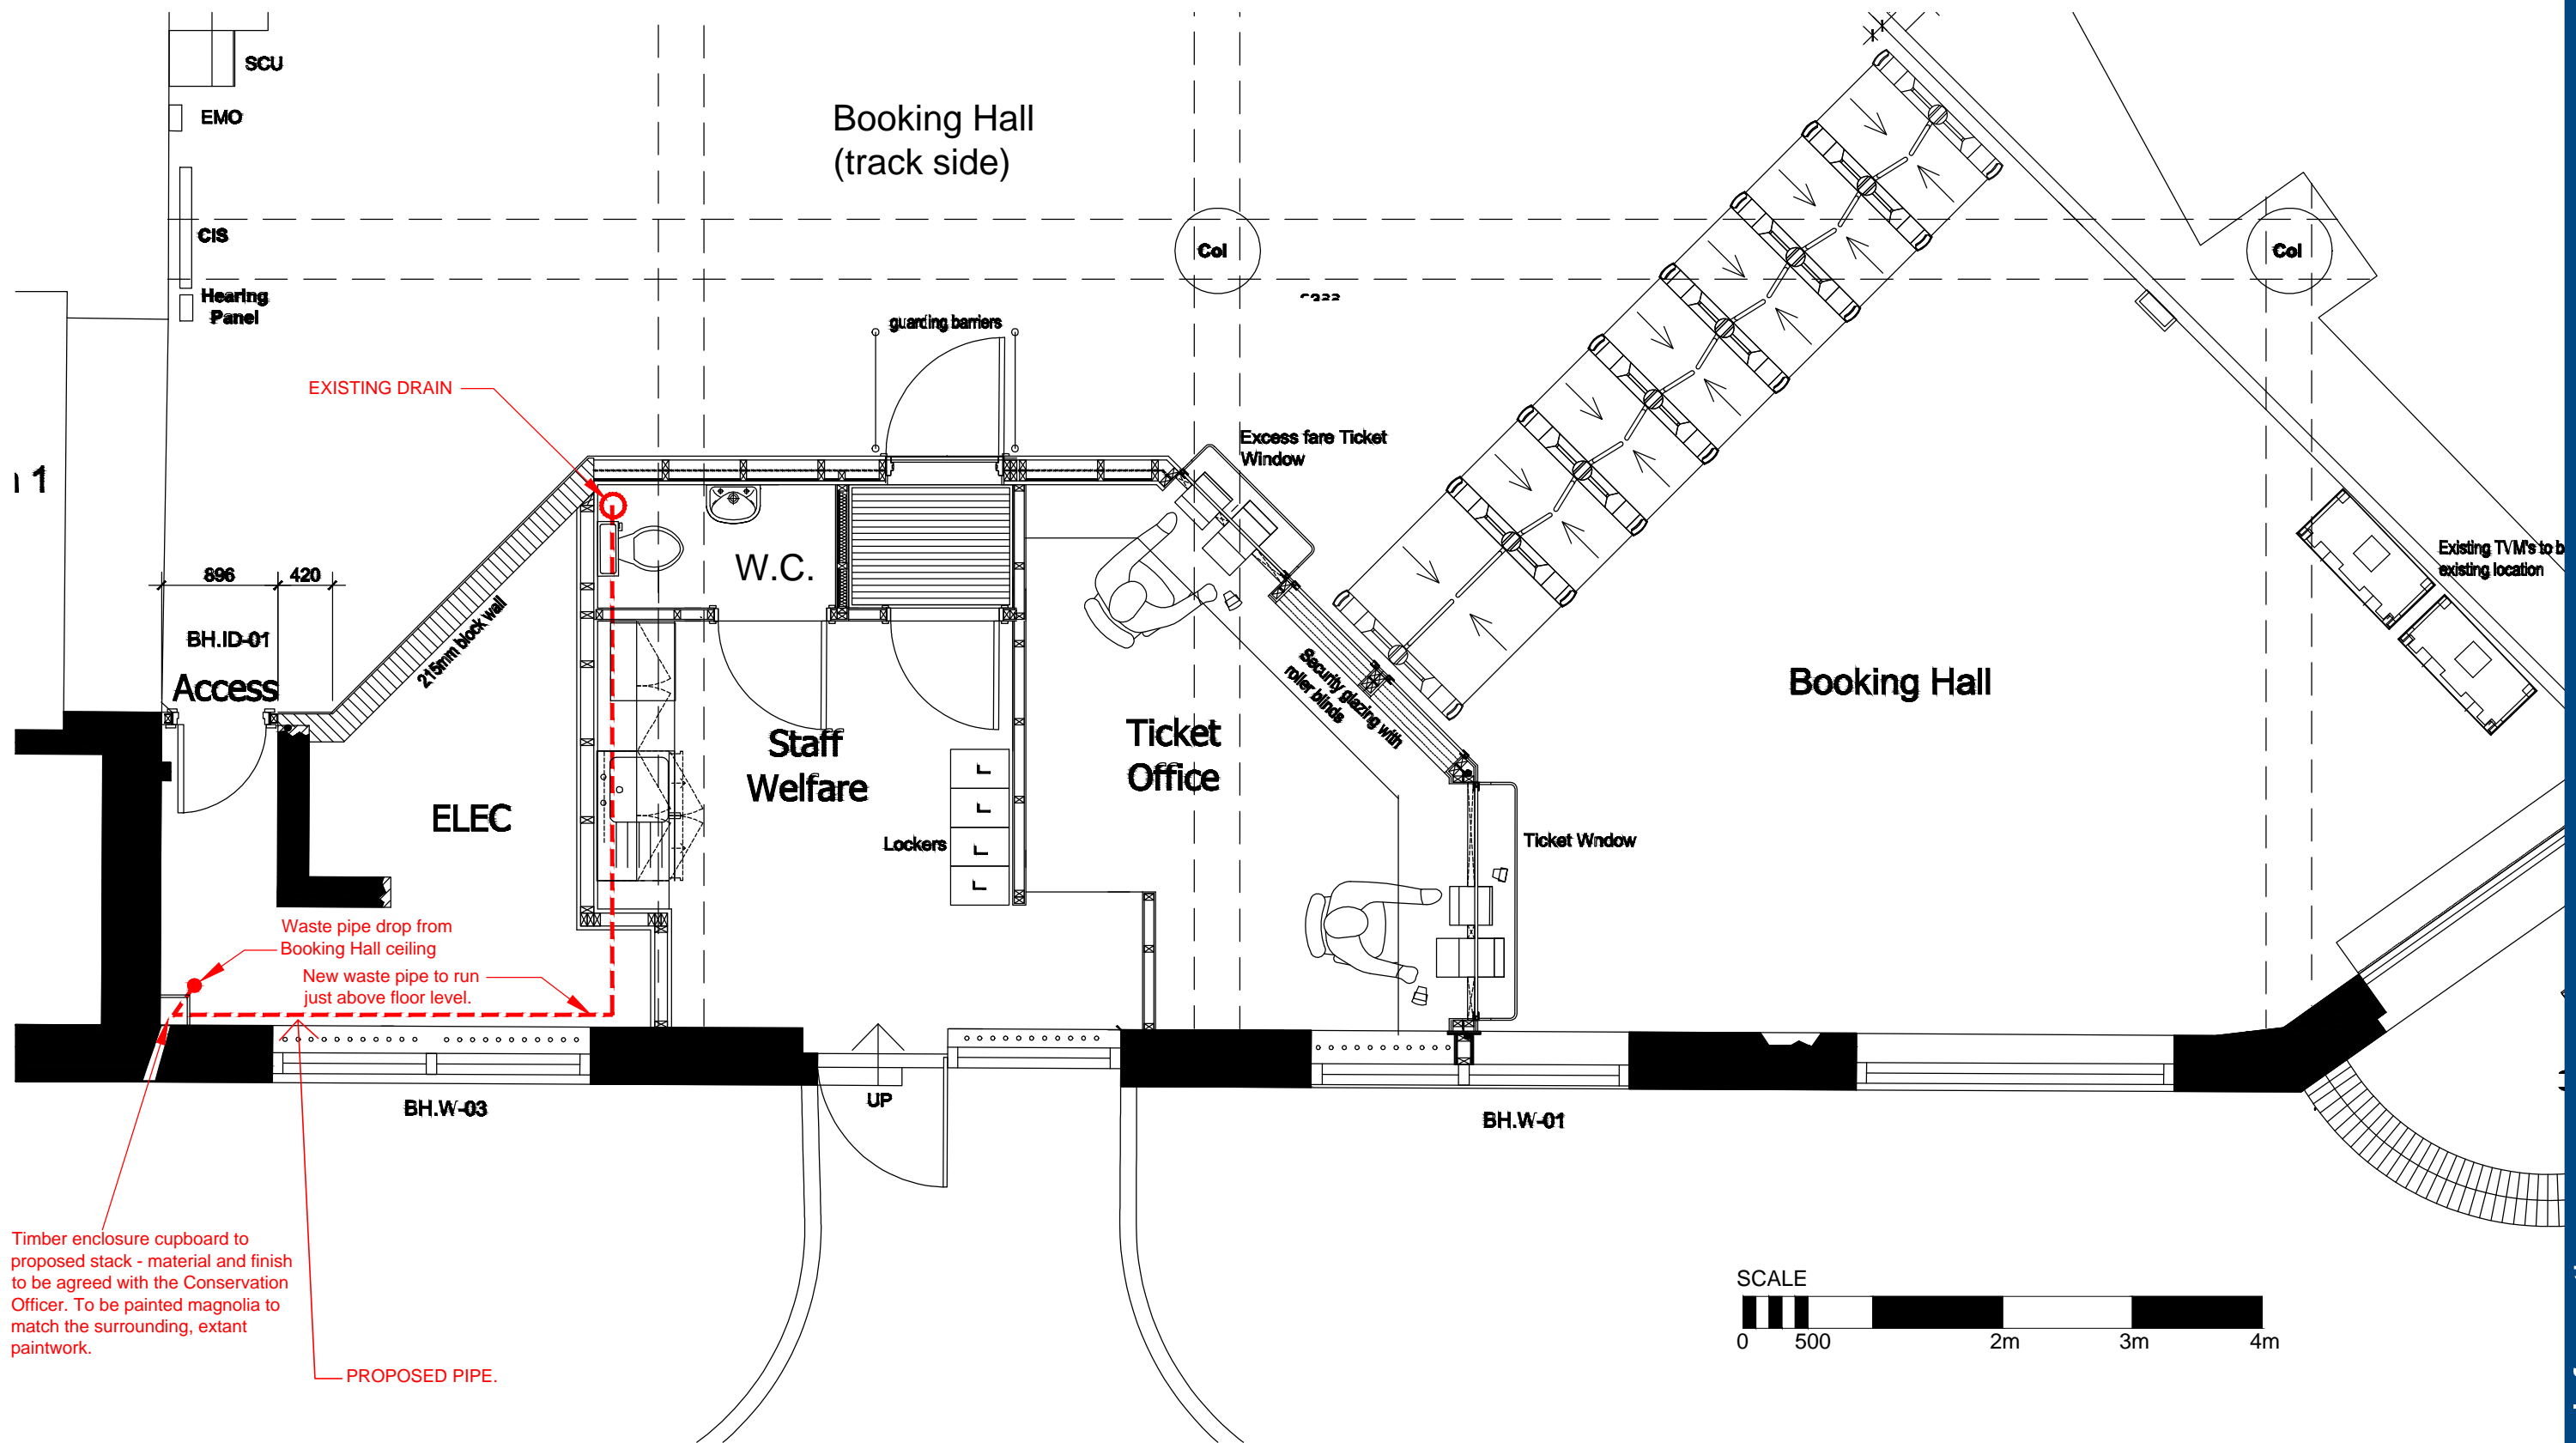 SCU
EMO
Booking Hall
(track side)
CIS
Col
Col
Hearing
Panel
guarding barriers
EXISTING DRAIN
Excess fare Ticket
Window
1
Existing TVM's to b
existing location
W.C.
896
420
BH.ID-01
215mm block wall
Access
Security glazing with
roller blinds
Booking Hall
Staff
Welfare
Ticket
Office
ELEC
Lockers
L
L
L
L
Ticket Wndow
Waste pipe drop from
Booking Hall ceiling
New waste pipe to run
just above floor level.
BH.W-03
UP
BH.W-01
Timber enclosure cupboard to
proposed stack - material and finish
to be agreed with the Conservation
Officer. To be painted magnolia to
match the surrounding, extant
paintwork.
PROPOSED PIPE.
SCALE
0
500
2m
3m
4m